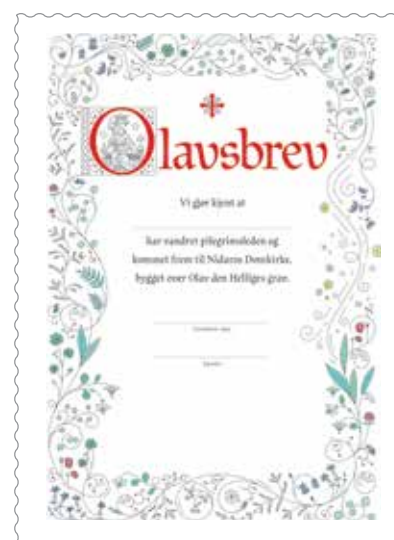 Olavsbrev
Vi gjør kjent at
har vandret pilegrimsleden og
kommet frem til Nidaros Domkirke,
bygget over Olav den Helliges grav.